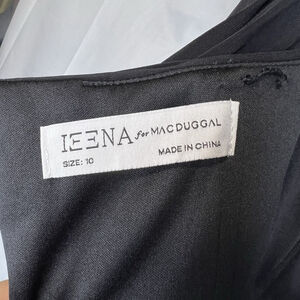 IEENA for MAC DUGGAL
SIZE: 10
MADE IN CHINA